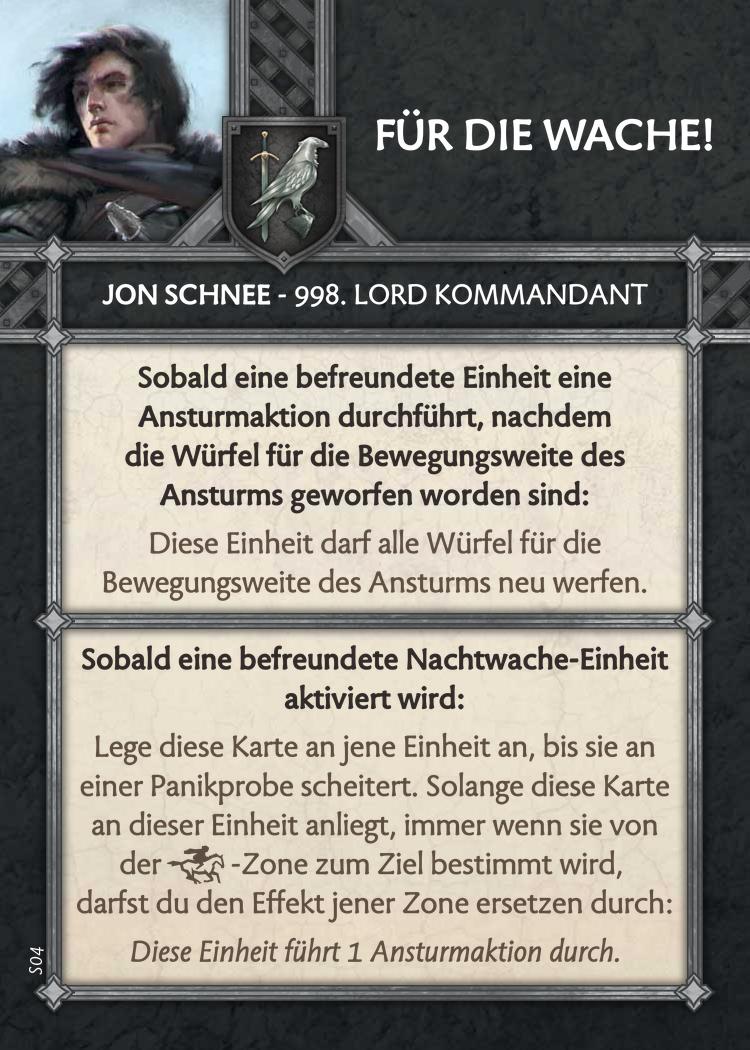 FÜR DIE WACHE!
JON SCHNEE - 998. LORD KOMMANDANT
Sobald eine befreundete Einheit eine
Ansturmaktion durchführt, nachdem
die Würfel für die Bewegungsweite des
Ansturms geworfen worden sind:
Diese Einheit darf alle Würfel für die
Bewegungsweite des Ansturms neu werfen.
Sobald eine befreundete Nachtwache-Einheit
aktiviert wird:
Lege diese Karte an jene Einheit an, bis sie an
einer Panikprobe scheitert. Solange diese Karte
an dieser Einheit anliegt, immer wenn sie von
der -Zone zum Ziel bestimmt wird,
darfst du den Effekt jener Zone ersetzen durch:
Diese Einheit führt 1 Ansturmaktion durch.
S04